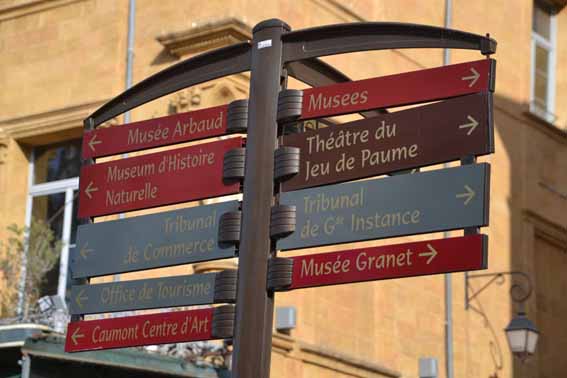 Musée Arbaud
Museum d'Histoire
Naturelle
Tribunal
de Commerce
Office de Tourisme
Caumont Centre d'Art
Musees
Théâtre du
Jeu de Paume
Tribunal
de Gde Instance
Musée Granet